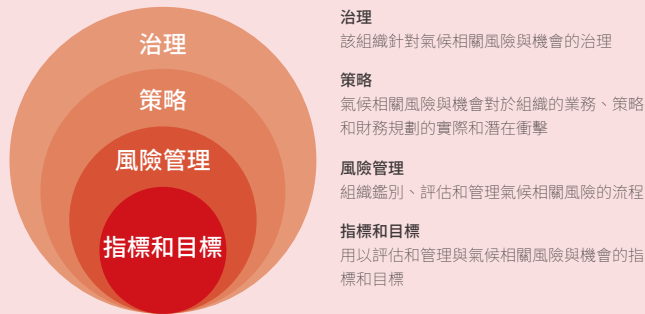 治理
策略
風險管理
指標和目標
治理
該組織針對氣候相關風險與機會的治理
策略
氣候相關風險與機會對於組織的業務、策略
和財務規劃的實際和潛在衝擊
風險管理
組織鑑別、評估和管理氣候相關風險的流程
指標和目標
用以評估和管理與氣候相關風險與機會的指
標和目標